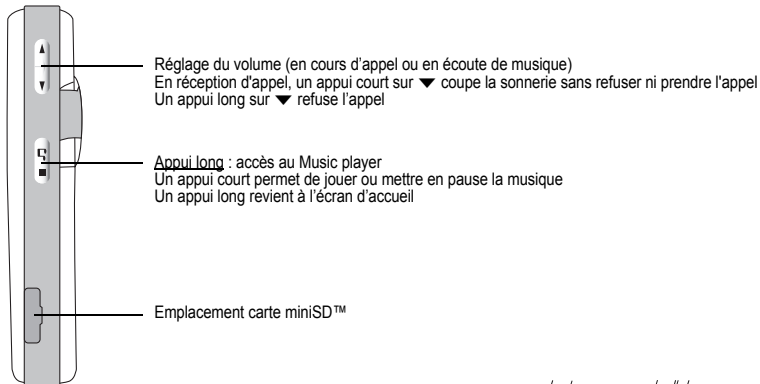 Réglage du volume (en cours d’appel ou en écoute de musique)
En réception d'appel, un appui court sur ▼ coupe la sonnerie sans refuser ni prendre l'appel
Un appui long sur ▼ refuse l’appel
Appui long : accès au Music player
Un appui court permet de jouer ou mettre en pause la musique
Un appui long revient à l’écran d’accueil
Emplacement carte miniSD™